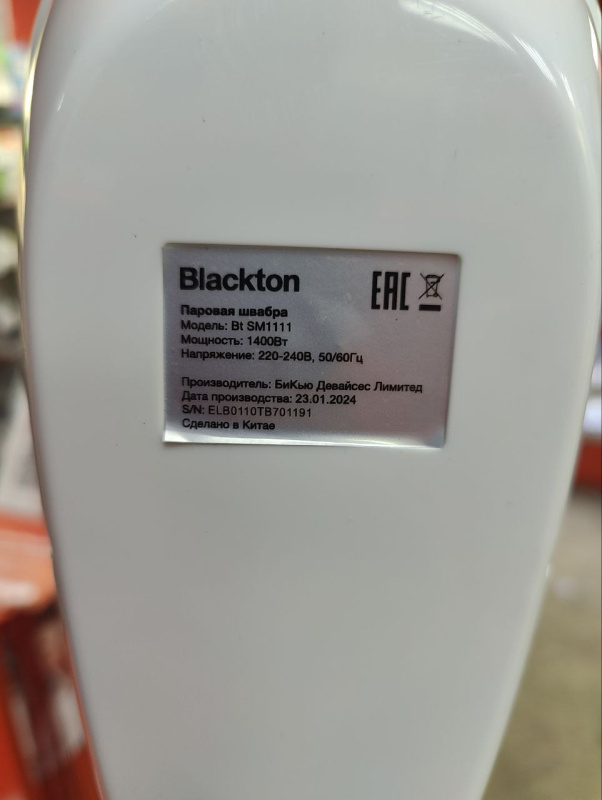 Blackton
EAC
Паровая швабра
Модель: Bt SM1111
Мощность: 1400Вт
Напряжение: 220-240В, 50/60Гц
Производитель: БиКью Девайсес Лимитед
Дата производства: 23.01.2024
S/N: ELB0110TB701191
Сделано в Китае